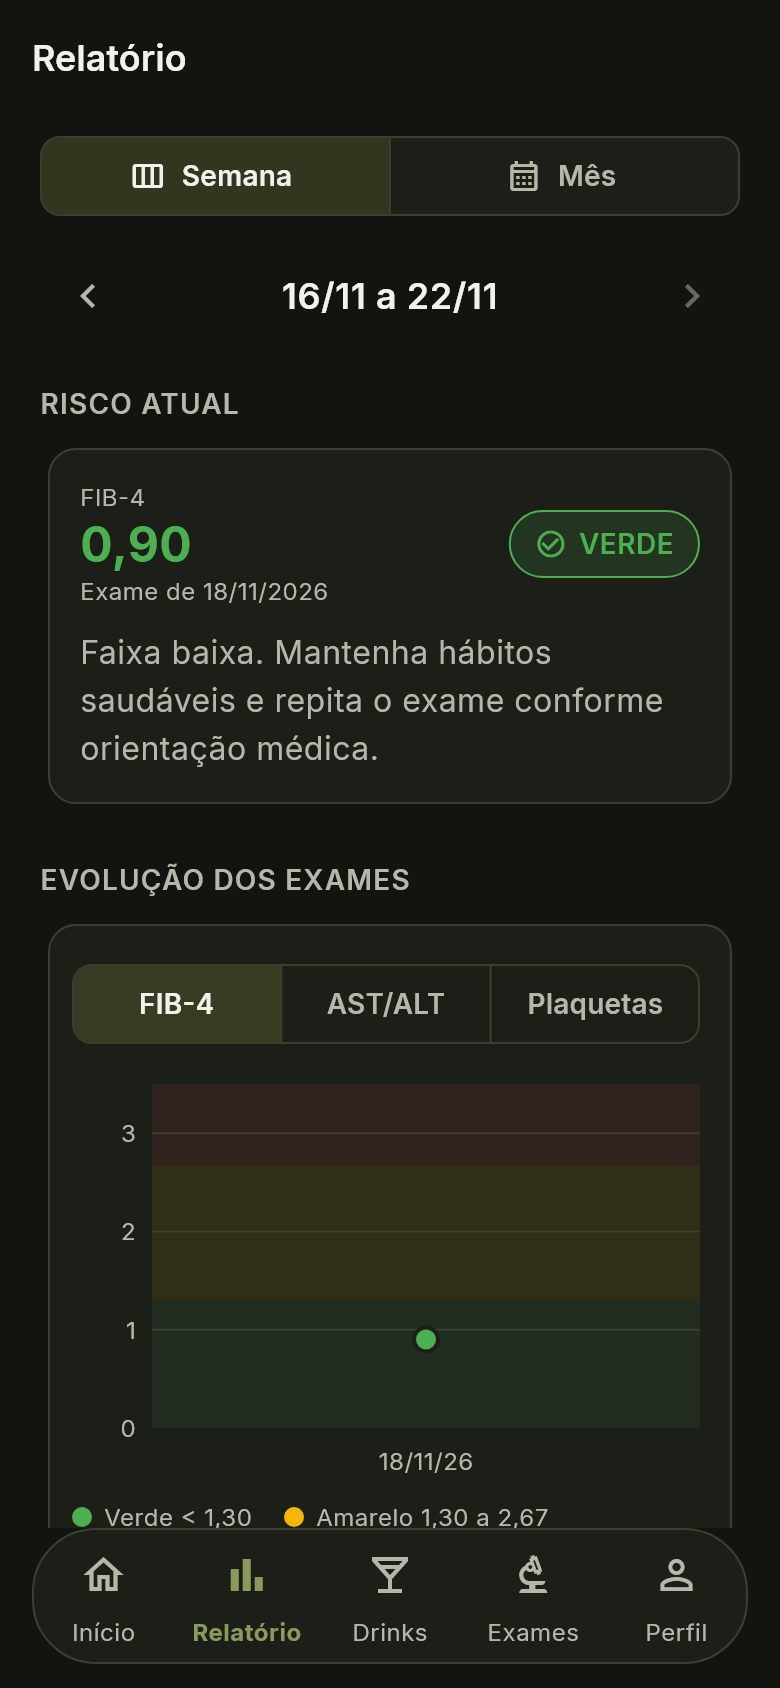 Relatório
Semana
Mês
16/11 a 22/11
RISCO ATUAL
FIB-4
0,90
VERDE
Exame de 18/11/2026
Faixa baixa. Mantenha hábitos
saudáveis e repita o exame conforme
orientação médica.
EVOLUÇÃO DOS EXAMES
FIB-4
AST/ALT
Plaquetas
3
2
1
0
18/11/26
Verde < 1,30
Amarelo 1,30 a 2,67
Início
Relatório
Drinks
Exames
Perfil